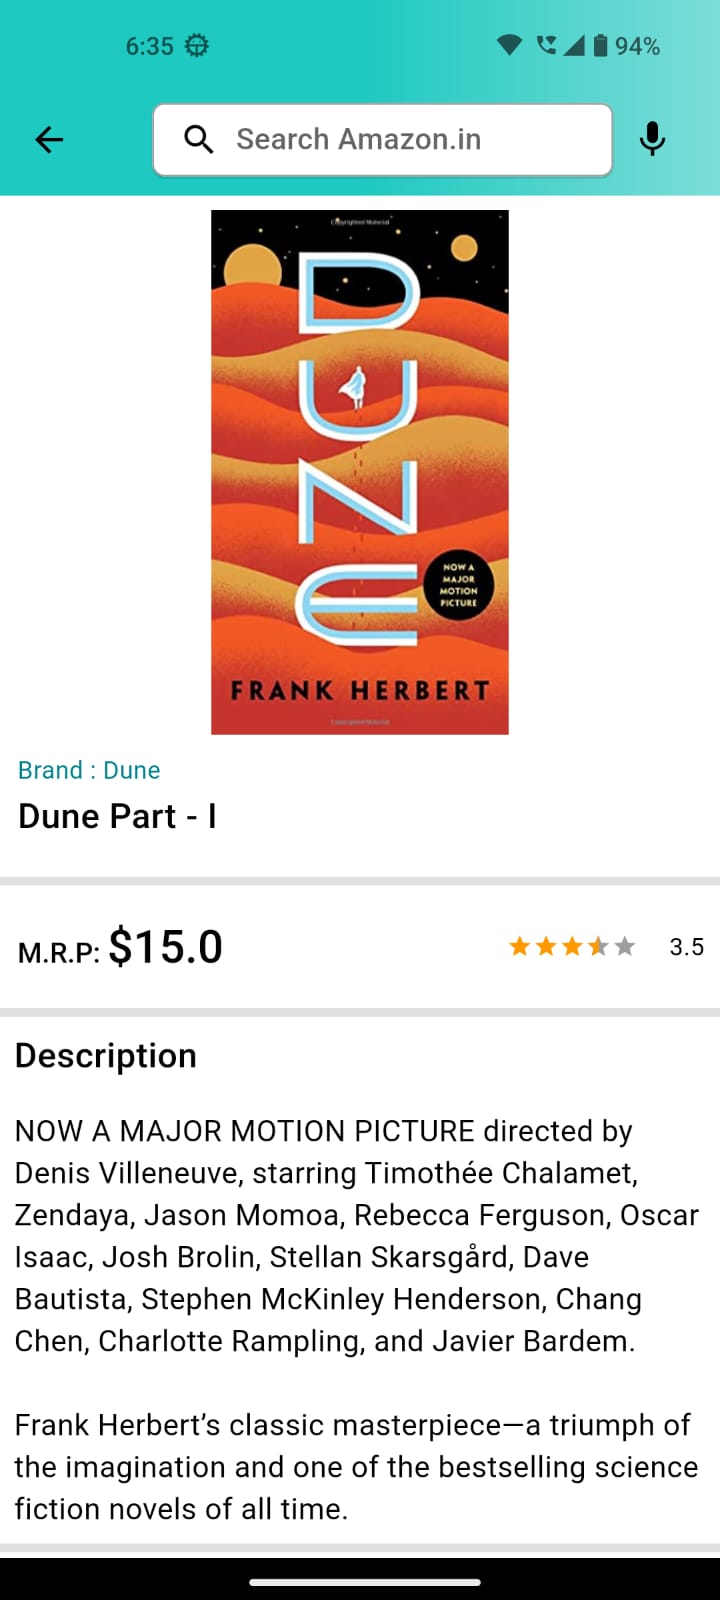 6:35
94%
Search Amazon.in
Copyrighted Material
DUNE
NOW A
MAJOR
MOTION
PICTURE
FRANK HERBERT
Copyrighted Material
Brand : Dune
Dune Part - I
M.R.P: $15.0
3.5
Description
NOW A MAJOR MOTION PICTURE directed by
Denis Villeneuve, starring Timothée Chalamet,
Zendaya, Jason Momoa, Rebecca Ferguson, Oscar
Isaac, Josh Brolin, Stellan Skarsgård, Dave
Bautista, Stephen McKinley Henderson, Chang
Chen, Charlotte Rampling, and Javier Bardem.
Frank Herbert’s classic masterpiece—a triumph of
the imagination and one of the bestselling science
fiction novels of all time.